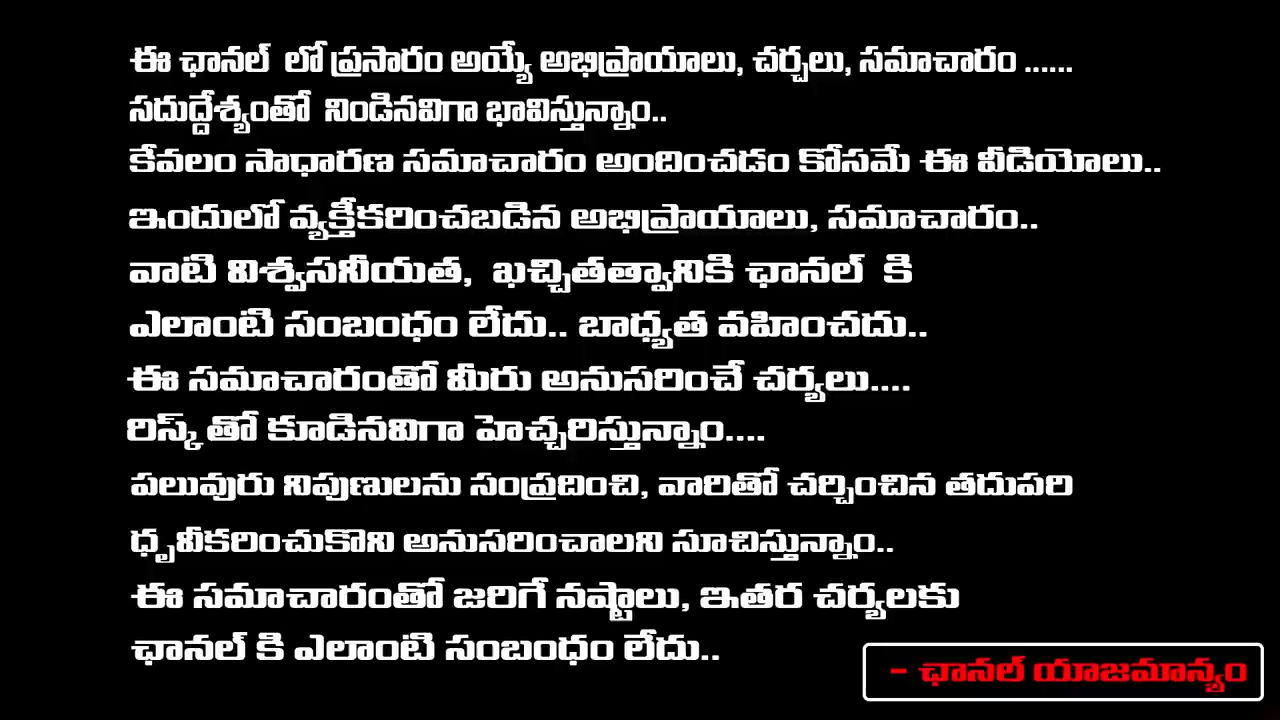 ఈ ఛానల్ లో ప్రసారం అయ్యే అభిప్రాయాలు, చర్చలు, సమాచారం ......
సదుద్దేశ్యంతో నిండినవిగా భావిస్తున్నాం..
కేవలం సాధారణ సమాచారం అందించడం కోసమే ఈ వీడియోలు..
ఇందులో వ్యక్తీకరించబడిన అభిప్రాయాలు, సమాచారం..
వాటి విశ్వసనీయత, ఖచ్చితత్వానికి ఛానల్ కి
ఎలాంటి సంబంధం లేదు.. బాధ్యత వహించదు..
ఈ సమాచారంతో మీరు అనుసరించే చర్యలు....
రిస్క్ తో కూడినవిగా హెచ్చరిస్తున్నాం....
పలువురు నిపుణులను సంప్రదించి, వారితో చర్చించిన తదుపరి
ధృవీకరించుకొని అనుసరించాలని సూచిస్తున్నాం..
ఈ సమాచారంతో జరిగే నష్టాలు, ఇతర చర్యలకు
ఛానల్ కి ఎలాంటి సంబంధం లేదు..
- ఛానల్ యాజమాన్యం